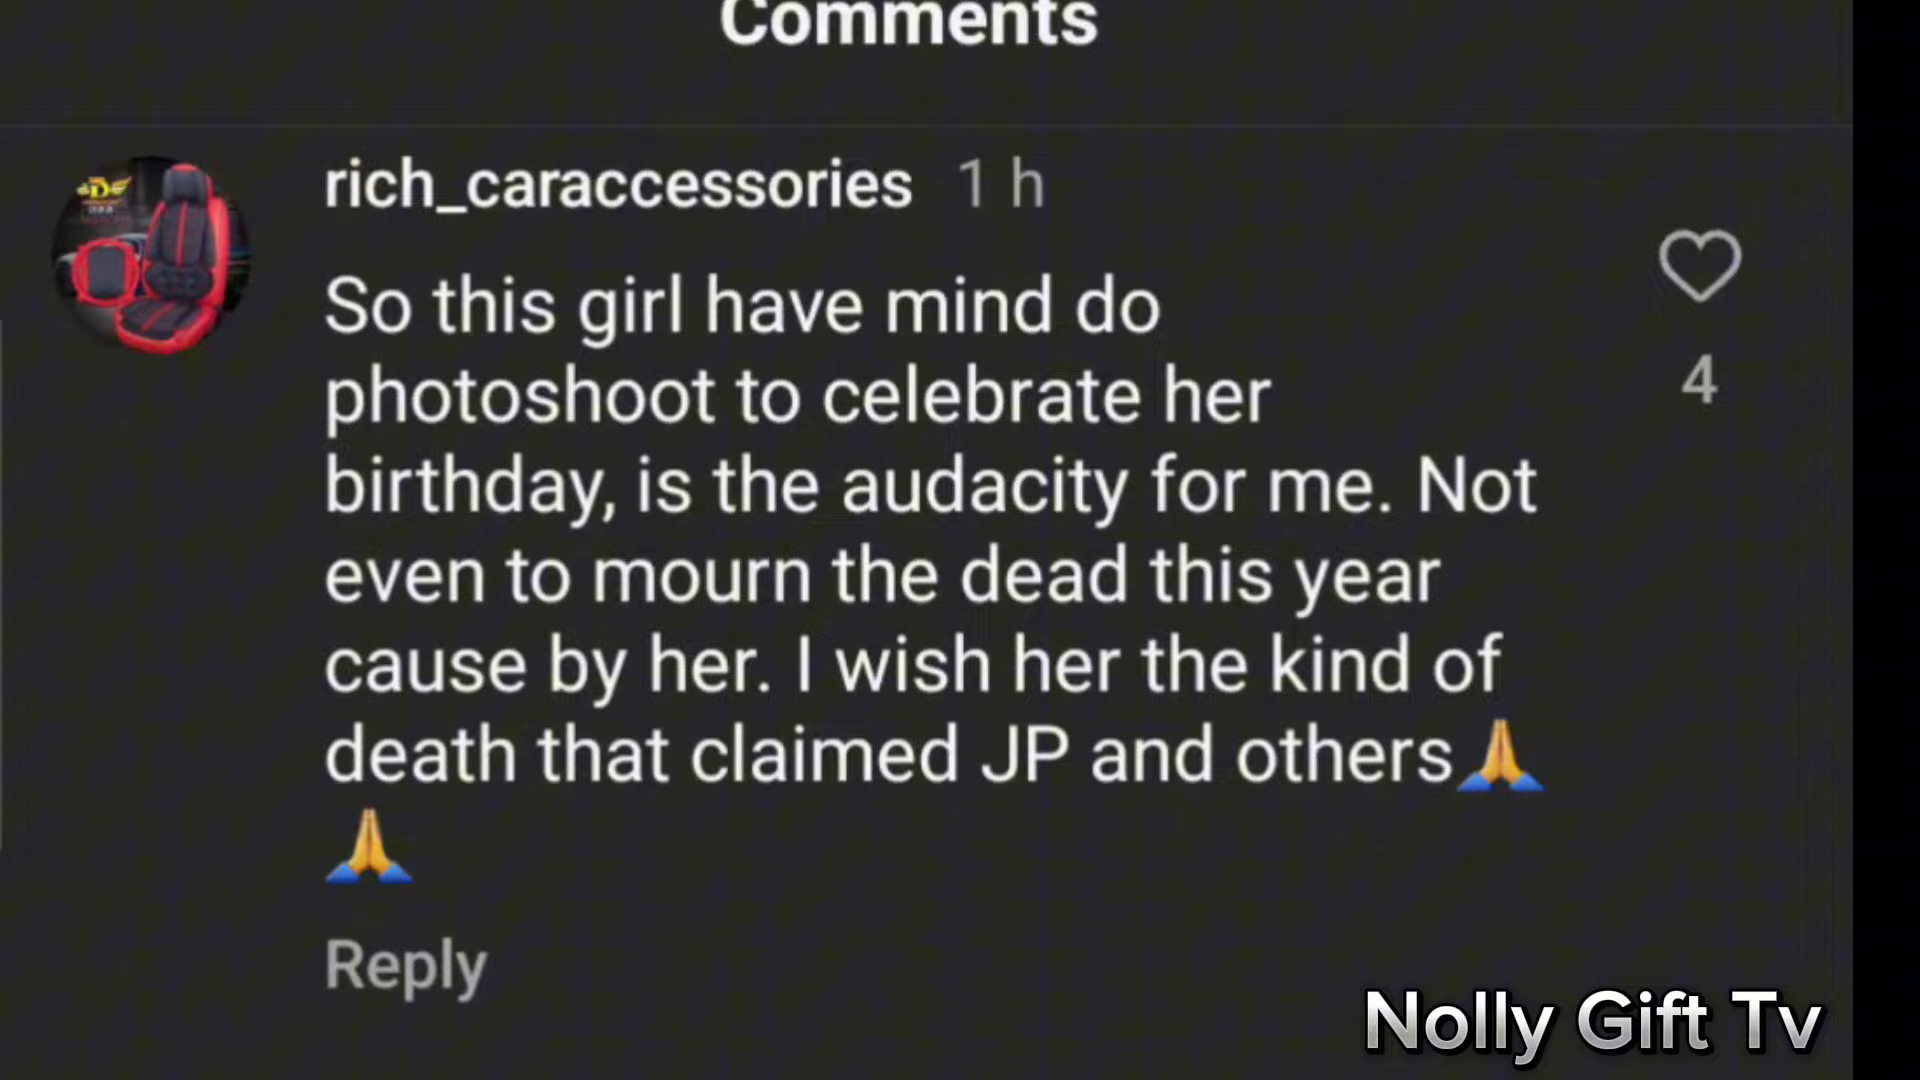 Comments
rich_caraccessories 1 h
So this girl have mind do
photoshoot to celebrate her
birthday, is the audacity for me. Not
even to mourn the dead this year
cause by her. I wish her the kind of
death that claimed JP and others🙏
🙏
4
Reply
Nolly Gift Tv